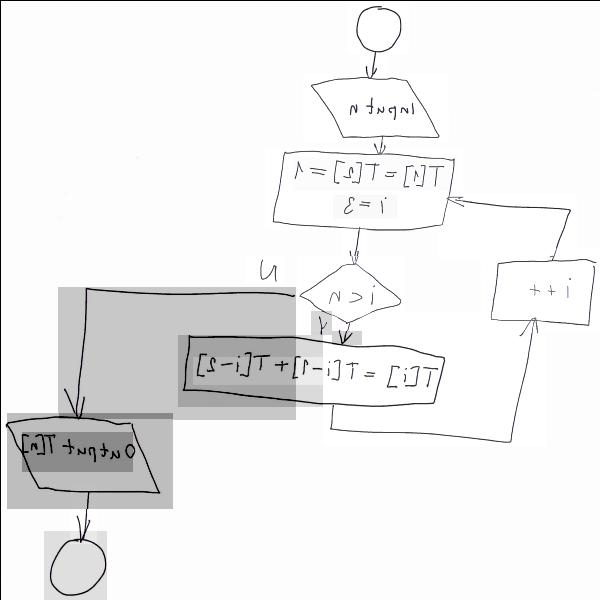 Input n
T[1] = T[2] = 1
i = 3
i < n
N
Y
T[i] = T[i-1] + T[i-2]
i++
Output T[n]